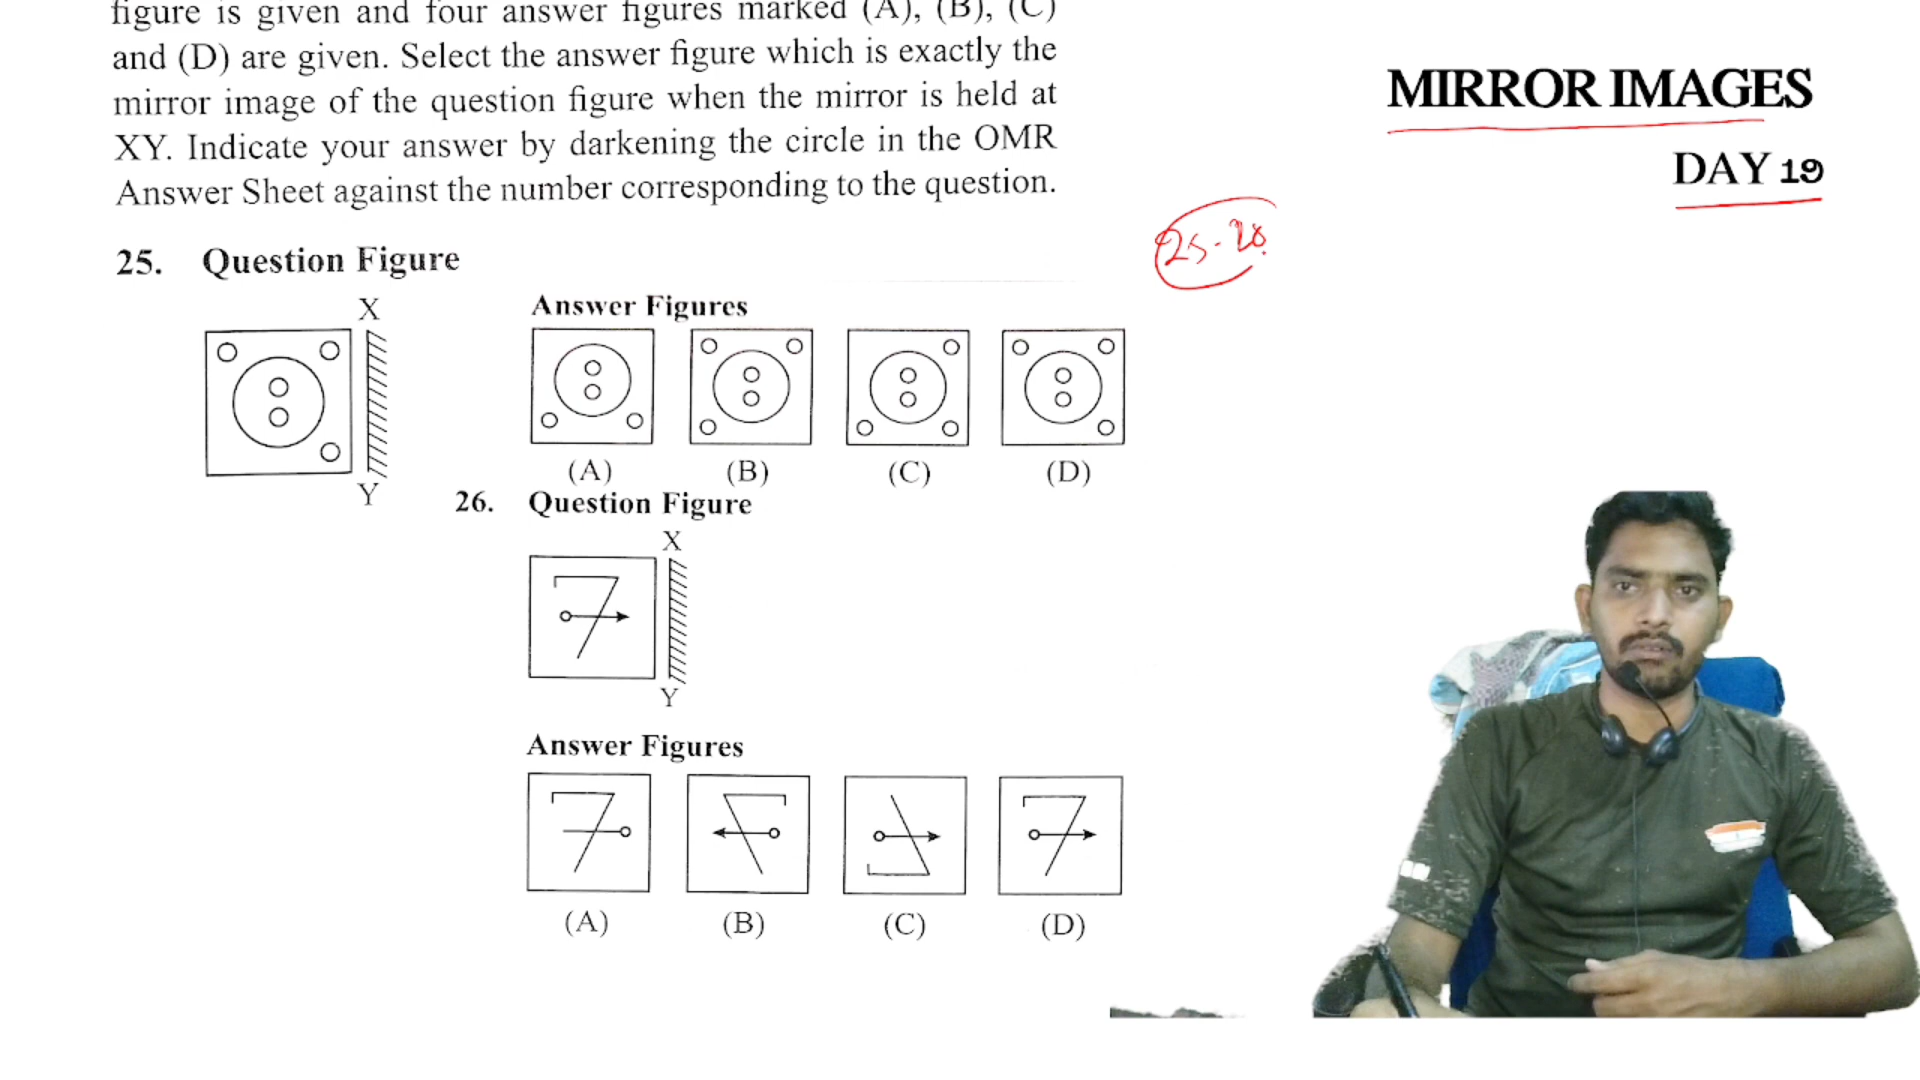 figure is given and four answer figures marked (A), (B), (C)
and (D) are given. Select the answer figure which is exactly the
mirror image of the question figure when the mirror is held at
XY. Indicate your answer by darkening the circle in the OMR
Answer Sheet against the number corresponding to the question.
MIRROR IMAGES
DAY 19
25-28
25. Question Figure
X
Y
Answer Figures
(A) (B) (C) (D)
26. Question Figure
X
Y
Answer Figures
(A) (B) (C) (D)